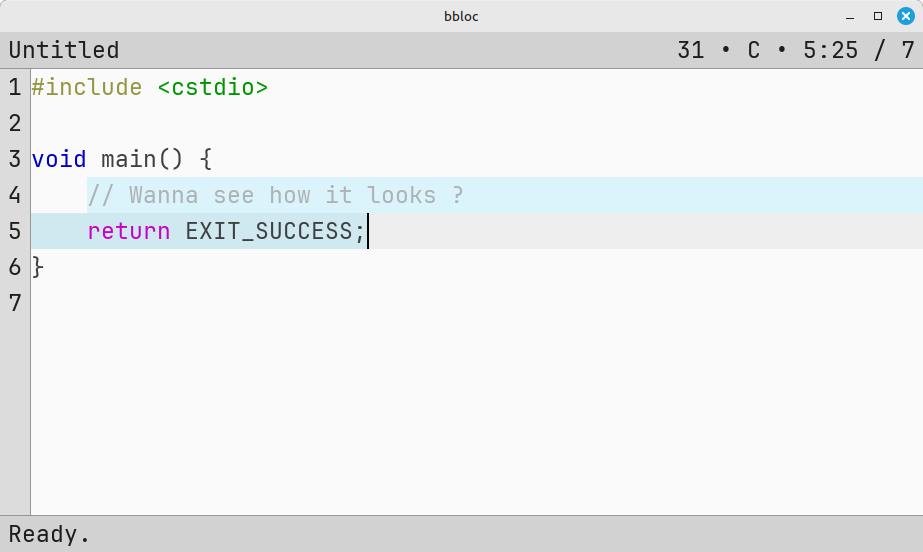 bbloc
Untitled 31 • C • 5:25 / 7
1 #include <cstdio>
2
3 void main() {
4     // Wanna see how it looks ?
5     return EXIT_SUCCESS;
6 }
7
Ready.